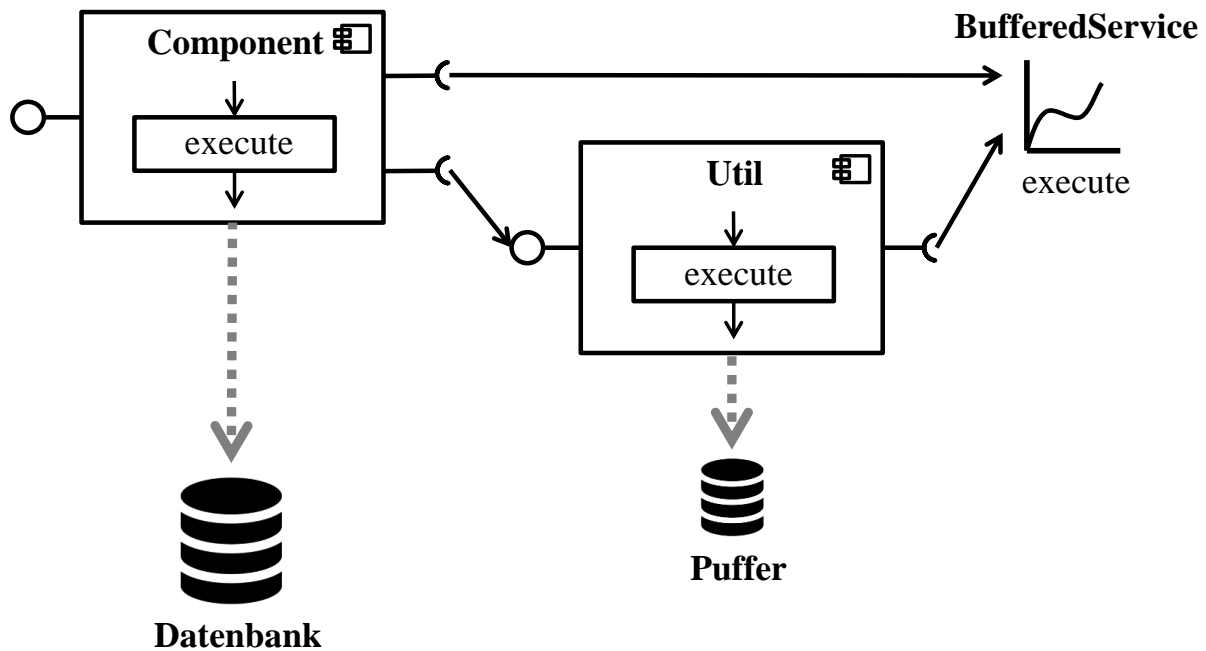 Component
execute
BufferedService
execute
Util
execute
Puffer
Datenbank